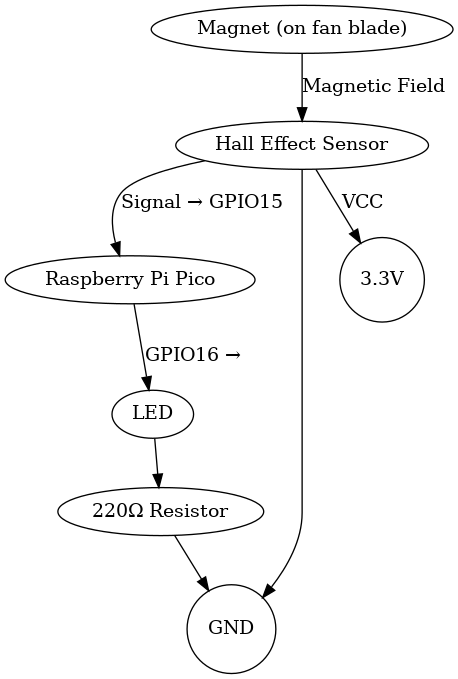 Magnet (on fan blade)
Magnetic Field
Hall Effect Sensor
Signal → GPIO15
VCC
Raspberry Pi Pico
3.3V
GPIO16 →
LED
220Ω Resistor
GND